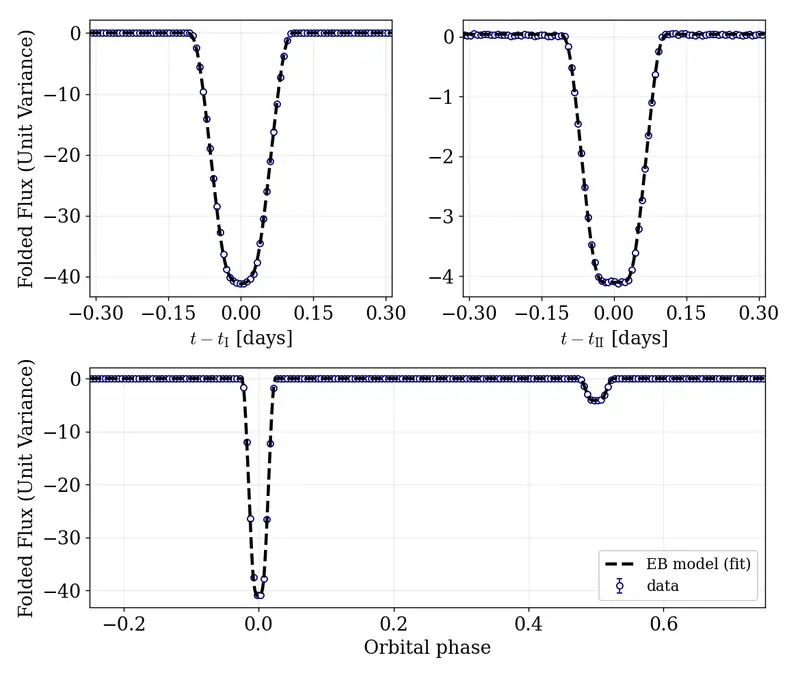 Folded Flux (Unit Variance)
0
−10
−20
−30
−40
−0.30 −0.15 0.00 0.15 0.30
t − tI [days]
0
−1
−2
−3
−4
−0.30 −0.15 0.00 0.15 0.30
t − tII [days]
Folded Flux (Unit Variance)
0
−10
−20
−30
−40
EB model (fit)
data
−0.2 0.0 0.2 0.4 0.6
Orbital phase